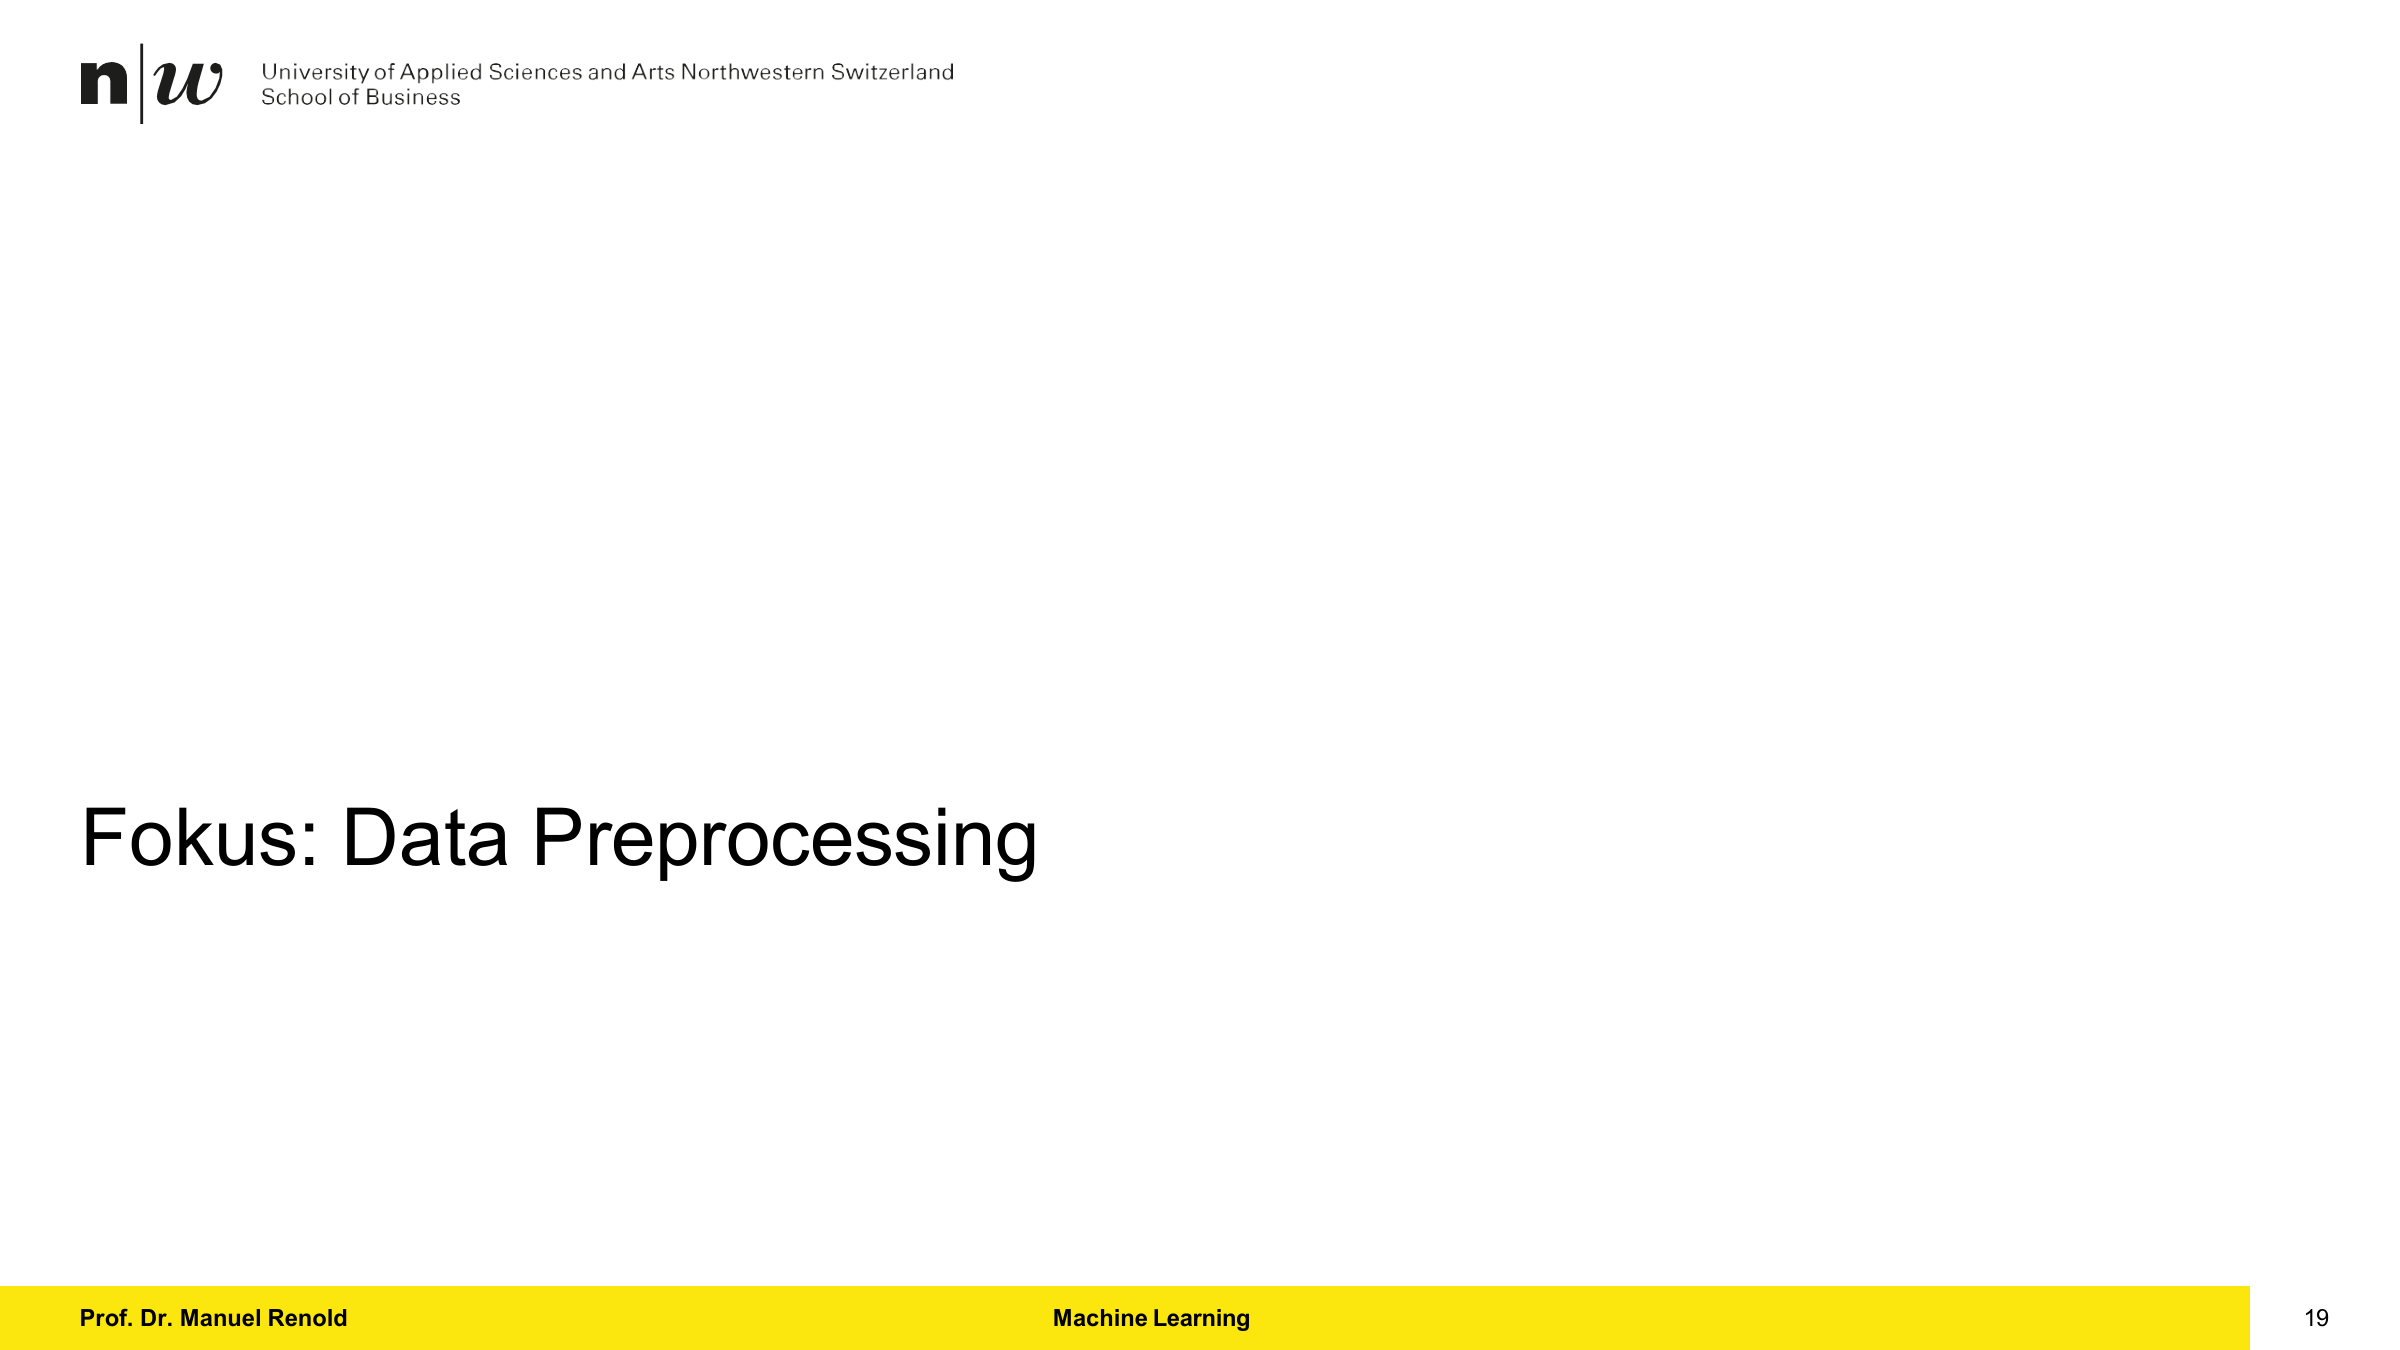 n|w
University of Applied Sciences and Arts Northwestern Switzerland
School of Business
Fokus: Data Preprocessing
Prof. Dr. Manuel Renold
Machine Learning
19